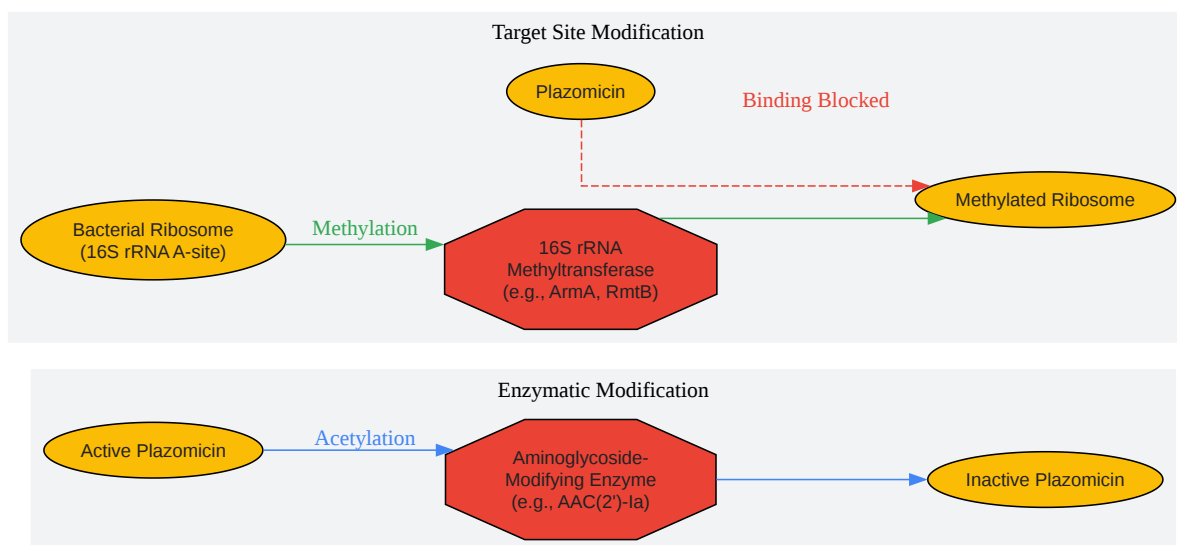 Target Site Modification
Plazomicin
Binding Blocked
Methylated Ribosome
Bacterial Ribosome
(16S rRNA A-site)
Methylation
16S rRNA
Methyltransferase
(e.g., ArmA, RmtB)
Enzymatic Modification
Active Plazomicin
Acetylation
Aminoglycoside-
Modifying Enzyme
(e.g., AAC(2')-Ia)
Inactive Plazomicin